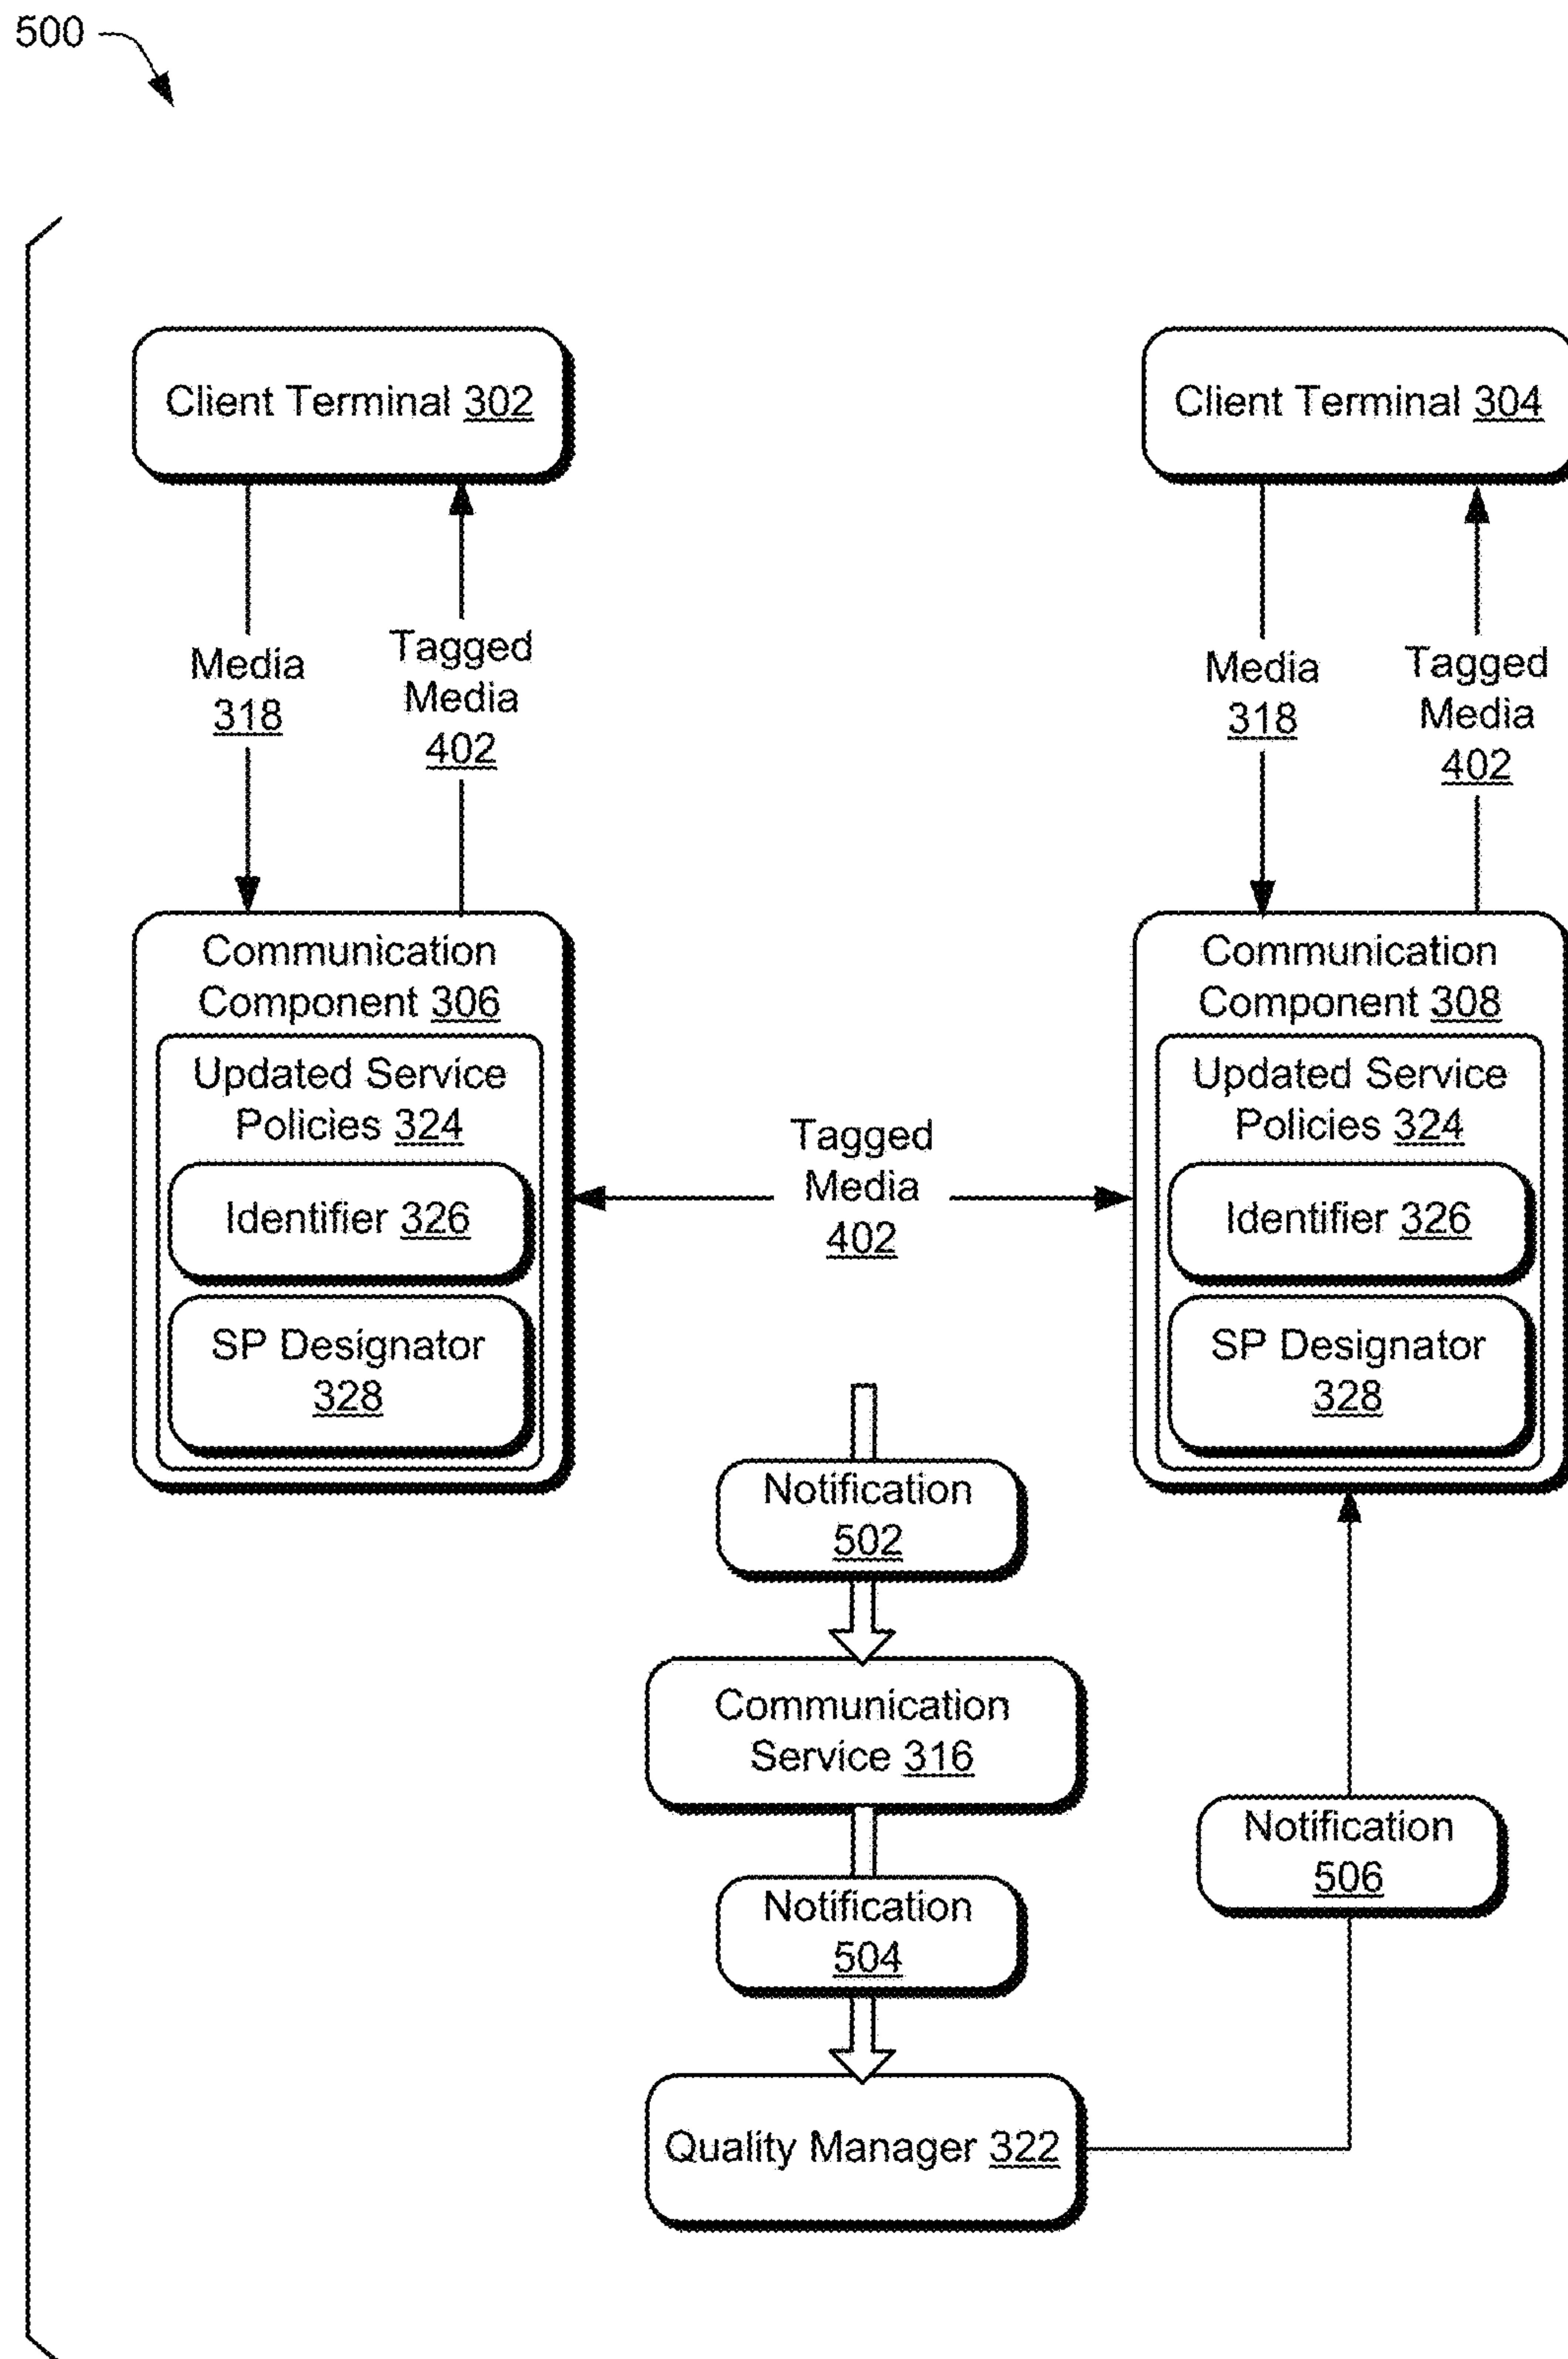 500
Client Terminal 302
Client Terminal 304
Media
318
Tagged
Media
402
Media
318
Tagged
Media
402
Communication
Component 306
Updated Service
Policies 324
Identifier 326
SP Designator
328
Tagged
Media
402
Communication
Component 308
Updated Service
Policies 324
Identifier 326
SP Designator
328
Notification
502
Communication
Service 316
Notification
504
Notification
506
Quality Manager 322